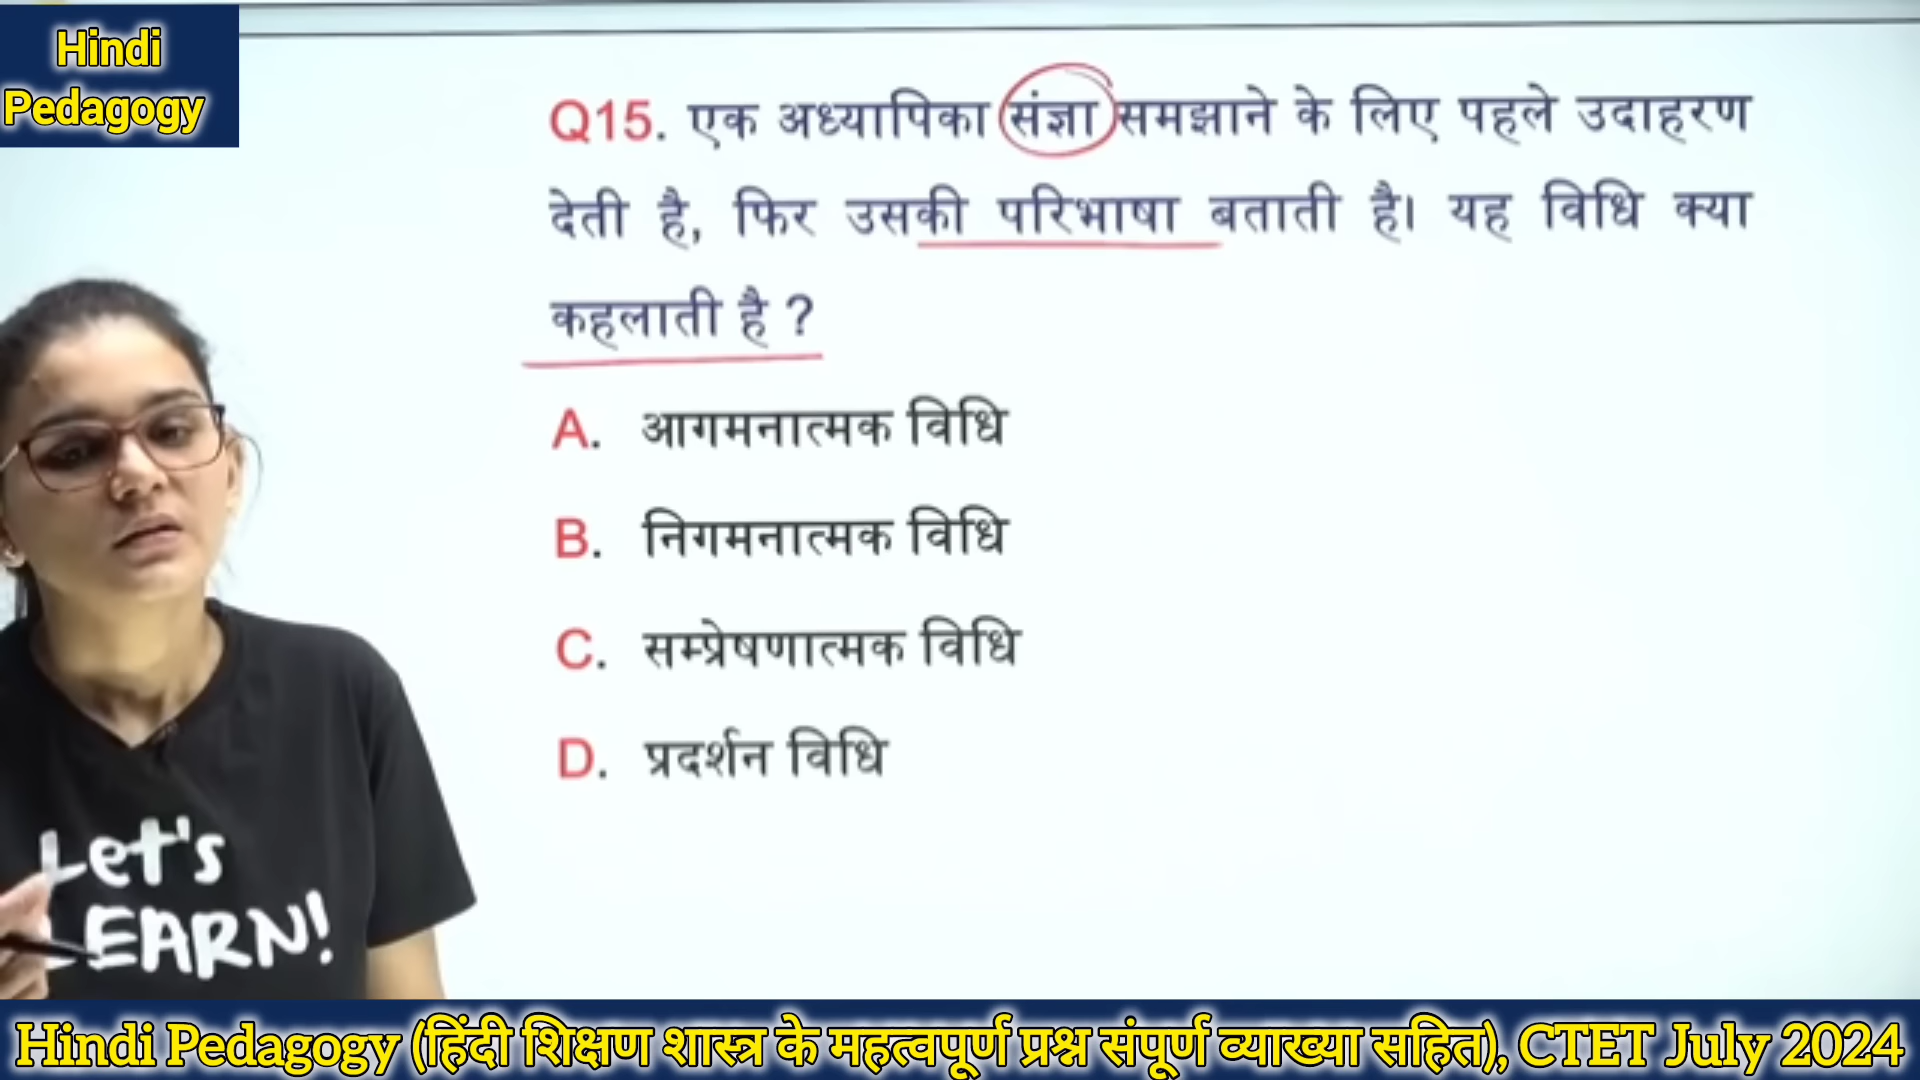 Hindi
Pedagogy
Q15. एक अध्यापिका संज्ञा समझाने के लिए पहले उदाहरण
देती है, फिर उसकी परिभाषा बताती है। यह विधि क्या
कहलाती है ?
A. आगमनात्मक विधि
B. निगमनात्मक विधि
C. सम्प्रेषणात्मक विधि
D. प्रदर्शन विधि
Let's
LEARN!
Hindi Pedagogy (हिंदी शिक्षण शास्त्र के महत्वपूर्ण प्रश्न संपूर्ण व्याख्या सहित), CTET July 2024